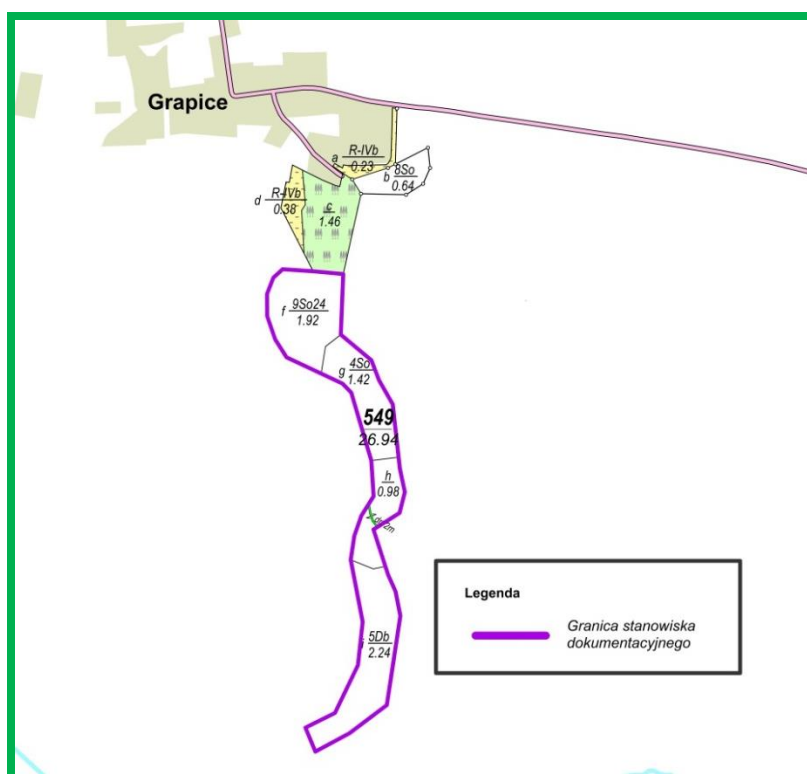 Grapice
a R-IVb
0.23
b 8So
0.64
d R-IVb
0.38
c
1.46
f 9So24
1.92
g 4So
1.42
549
26.94
h
0.98
i 5Db
2.24
Legenda
Granica stanowiska
dokumentacyjnego